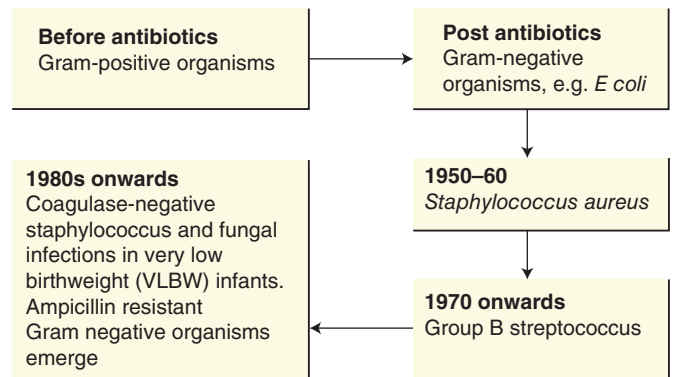 Before antibiotics
Gram-positive organisms
Post antibiotics
Gram-negative
organisms, e.g. E coli
1950–60
Staphylococcus aureus
1970 onwards
Group B streptococcus
1980s onwards
Coagulase-negative
staphylococcus and fungal
infections in very low
birthweight (VLBW) infants.
Ampicillin resistant
Gram negative organisms
emerge